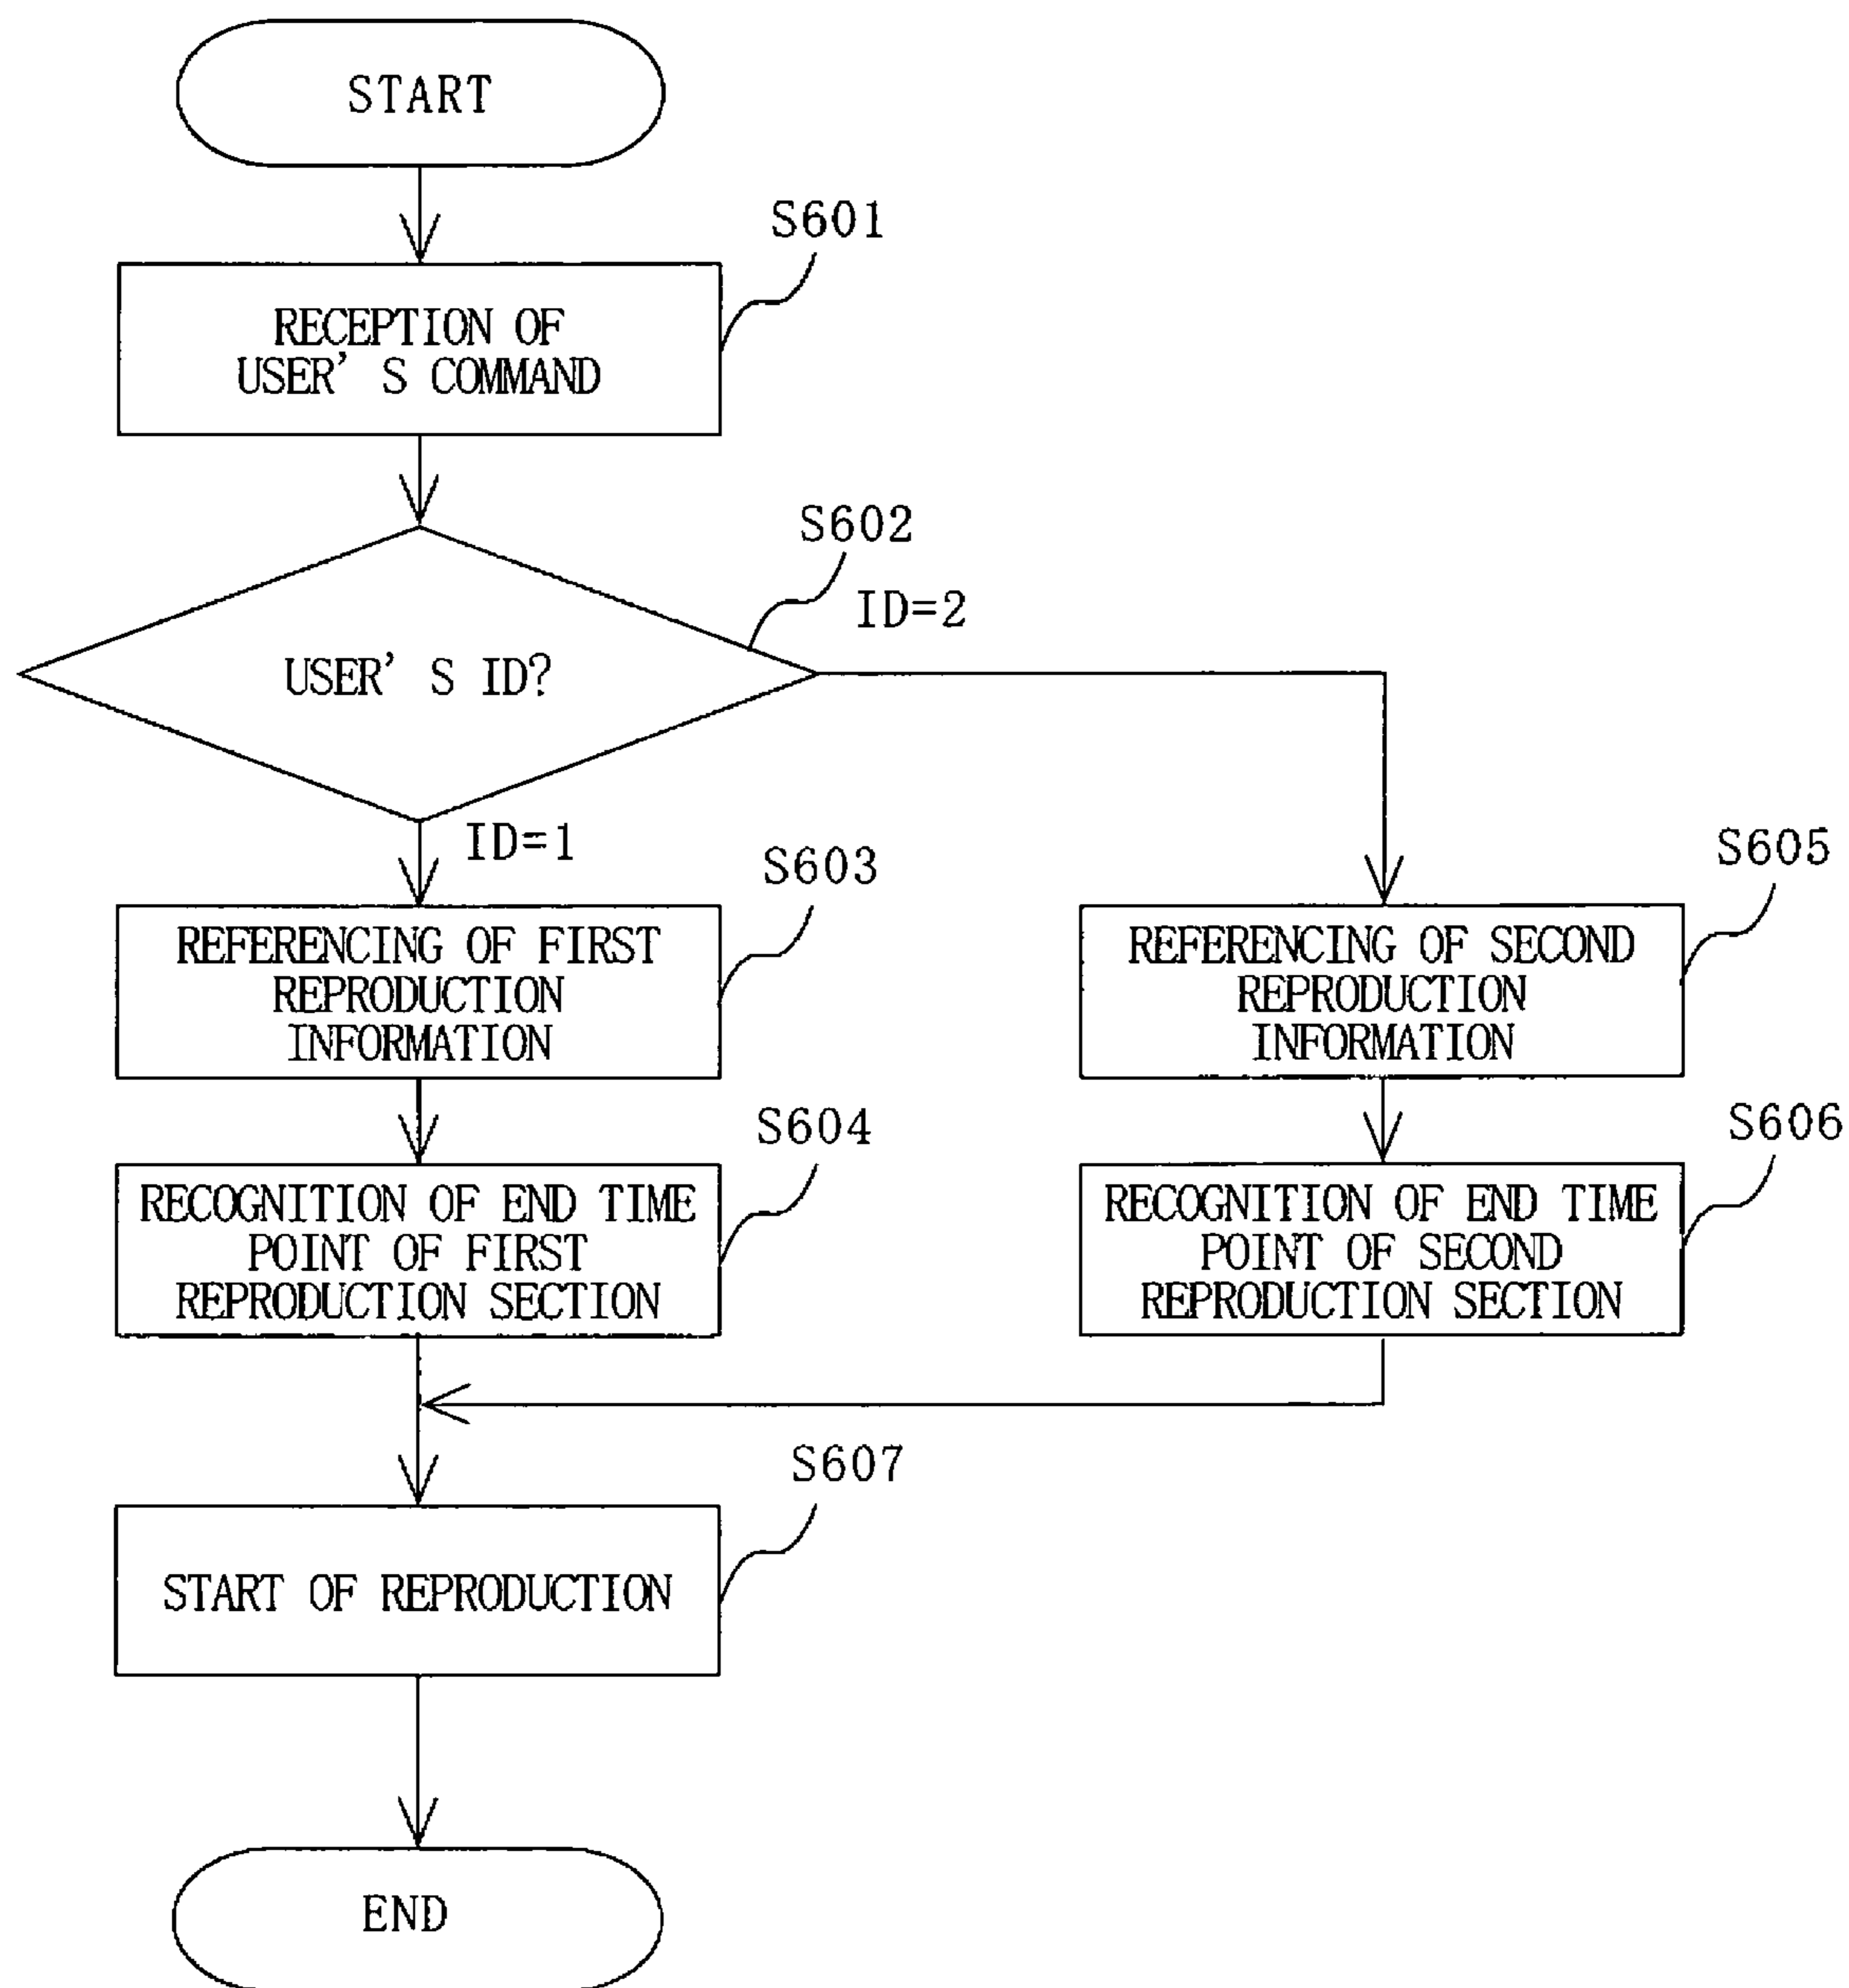 START
S601
RECEPTION OF
USER'S COMMAND
S602
ID=2
USER'S ID?
ID=1
S603
REFERENCING OF FIRST
REPRODUCTION
INFORMATION
S605
REFERENCING OF SECOND
REPRODUCTION
INFORMATION
S604
RECOGNITION OF END TIME
POINT OF FIRST
REPRODUCTION SECTION
S606
RECOGNITION OF END TIME
POINT OF SECOND
REPRODUCTION SECTION
S607
START OF REPRODUCTION
END